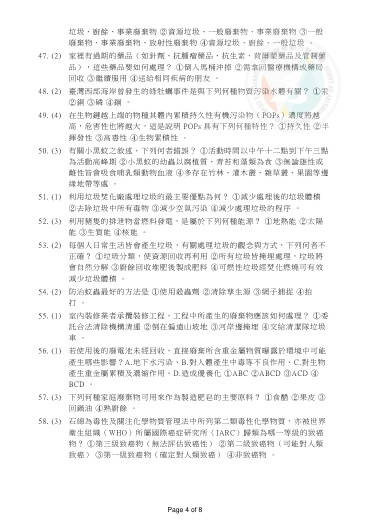 垃圾、廚餘、事業廢棄物 ②資源垃圾、一般廢棄物、事業廢棄物 ③一般
廢棄物、事業廢棄物、放射性廢棄物 ④資源垃圾、廚餘、一般垃圾 。
47. (2) 家裡有過期的藥品（如針劑、抗腫瘤藥品、抗生素、荷爾蒙藥品及管制藥
品），這些藥品要如何處理？①倒入馬桶沖掉 ②需拿回醫療機構或藥局
回收 ③繼續服用 ④送給相同疾病的朋友 。
48. (2) 臺灣西部海岸曾發生的綠牡蠣事件是與下列何種物質污染水體有關？①汞
②銅 ③磷 ④鎘 。
49. (4) 在生物鏈越上端的物種其體內累積持久性有機污染物（POPs）濃度將越
高，危害性也將越大，這是說明 POPs 具有下列何種特性？ ①持久性 ②半
揮發性 ③高毒性 ④生物累積性 。
50. (3) 有關小黑蚊之敘述，下列何者錯誤？ ①活動時間以中午十二點到下午三點
為活動高峰期 ②小黑蚊的幼蟲以腐植質、青苔和藻類為食 ③無論雄性或
雌性皆會吸食哺乳類動物血液 ④多存在竹林、灌木叢、雜草叢、果園等邊
緣地帶等處 。
51. (1) 利用垃圾焚化廠處理垃圾的最主要優點為何？ ①減少處理後的垃圾體積
②去除垃圾中所有毒物 ③減少空氣污染 ④減少處理垃圾的程序 。
52. (3) 利用豬隻的排泄物當燃料發電，是屬於下列何種能源？ ①地熱能 ②太陽
能 ③生質能 ④核能 。
53. (2) 每個人日常生活皆會產生垃圾，有關處理垃圾的觀念與方式，下列何者不
正確？ ①垃圾分類，使資源回收再利用 ②所有垃圾皆掩埋處理，垃圾將
會自然分解 ③廚餘回收堆肥後製成肥料 ④可燃性垃圾經焚化燃燒可有效
減少垃圾體積 。
54. (2) 防治蚊蟲最好的方法是 ①使用殺蟲劑 ②清除孳生源 ③網子捕捉 ④拍
打 。
55. (1) 室內裝修業者承攬裝修工程，工程中所產生的廢棄物應該如何處理？ ①委
託合法清除機構清運 ②倒在偏遠山坡地 ③河岸邊掩埋 ④交給清潔隊垃圾
車 。
56. (1) 若使用後的廢電池未經回收，直接廢棄所含重金屬物質曝露於環境中可能
產生哪些影響？A.地下水污染、B.對人體產生中毒等不良作用、C.對生物
產生重金屬累積及濃縮作用、D.造成優養化 ①ABC ②ABCD ③ACD ④
BCD 。
57. (3) 下列何種家庭廢棄物可用來作為製造肥皂的主要原料？ ①食醋 ②果皮 ③
回鍋油 ④熟廚餘 。
58. (3) 石綿為毒性及關注化學物質管理法中所列第二類毒性化學物質，亦被世界
衛生組織（WHO）所屬國際癌症研究所（IARC）歸類為哪一等級的致癌
物？ ①第三級致癌物（無法評估致癌性） ②第二級致癌物（可能對人類
致癌） ③第一級致癌物（確定對人類致癌） ④非致癌物 。
Page 4 of 8